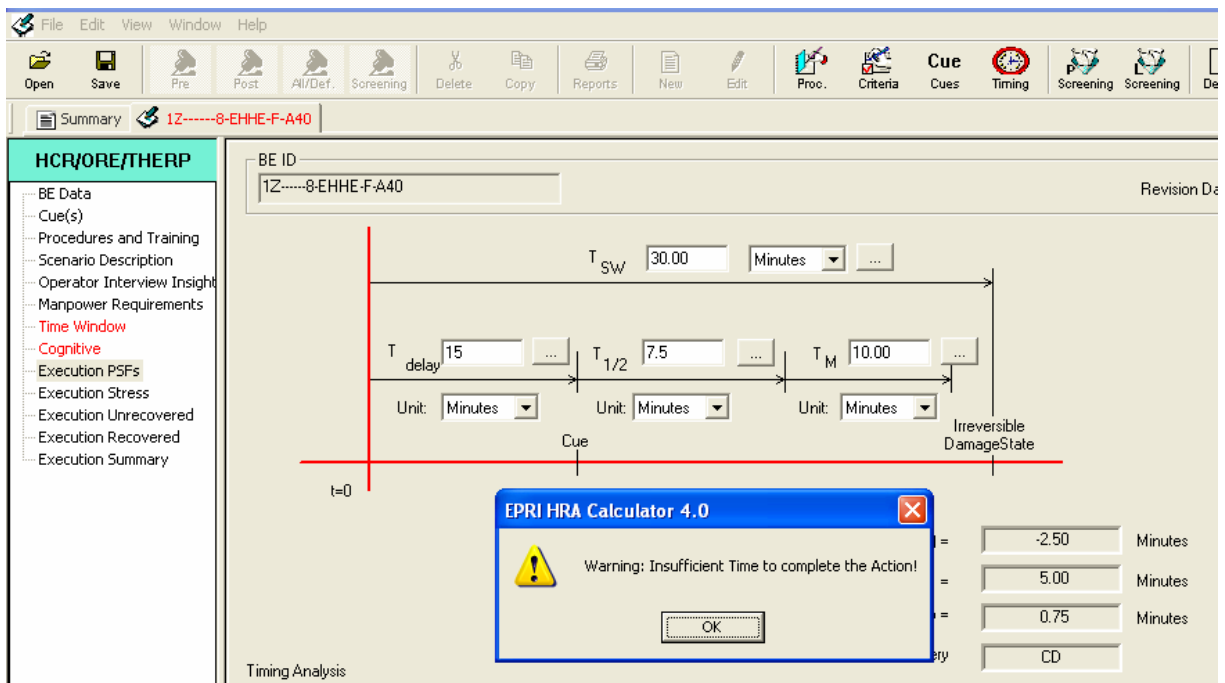 File Edit View Window Help
Open Save Pre Post All/Def. Screening Delete Copy Reports New Edit Proc. Criteria Cue Cues Timing P Screening L Screening
Summary 1Z------8-EHHE-F-A40
HCR/ORE/THERP
BE Data
Cue(s)
Procedures and Training
Scenario Description
Operator Interview Insight
Manpower Requirements
Time Window
Cognitive
Execution PSFs
Execution Stress
Execution Unrecovered
Execution Recovered
Execution Summary
BE ID
1Z-----8-EHHE-F-A40
Revision Da
T SW 30.00 Minutes ...
T delay 15 ... T 1/2 7.5 ... T M 10.00 ...
Unit: Minutes Unit: Minutes Unit: Minutes
Irreversible
DamageState
Cue
t=0
EPRI HRA Calculator 4.0
Warning: Insufficient Time to complete the Action!
OK
= -2.50 Minutes
= 5.00 Minutes
= 0.75 Minutes
ery CD
Timing Analysis